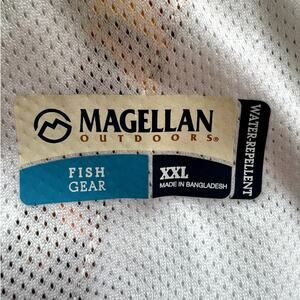 MAGELLAN
OUTDOORS®
FISH
GEAR
XXL
MADE IN BANGLADESH
WATER-REPELLENT